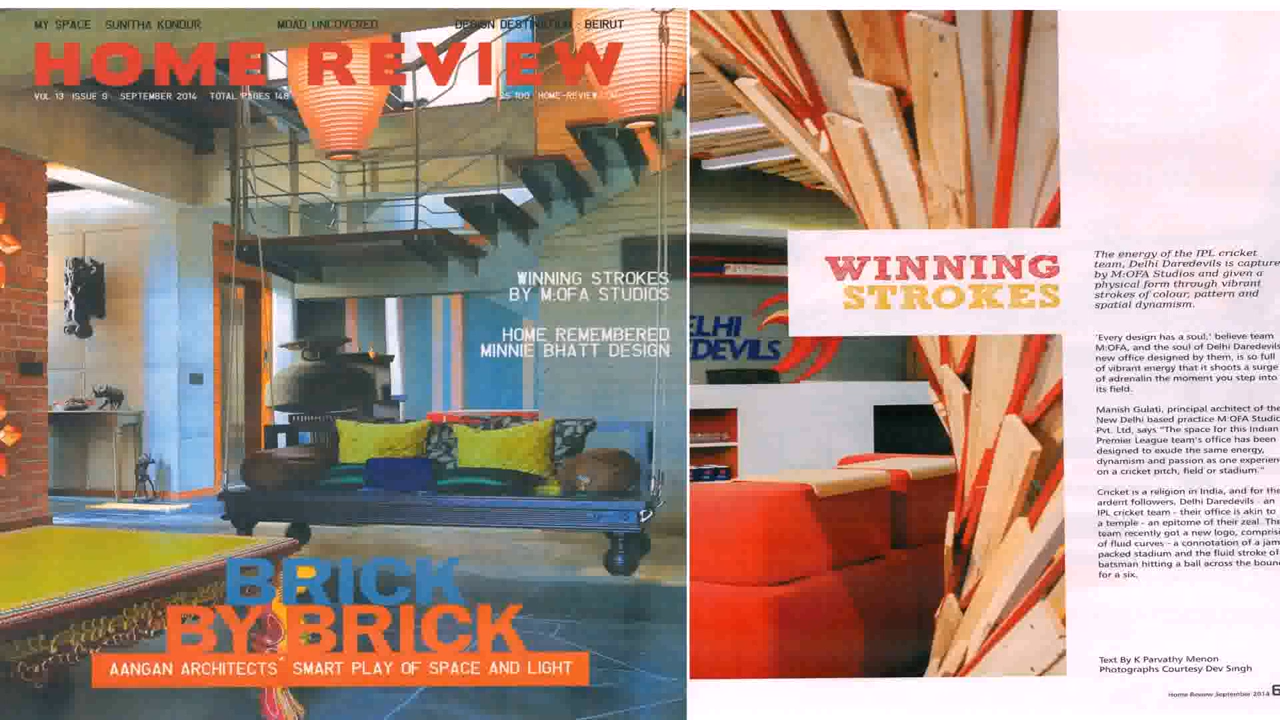 MY SPACE : SUNITHA KONDUR
MOAD UNCOVERED
DESIGN DESTINATION : BEIRUT
HOME REVIEW
VOL 13 ISSUE 9 SEPTEMBER 2014 TOTAL PAGES 148
100 HOME-REVIEW.COM
WINNING STROKES
BY M:OFA STUDIOS
HOME REMEMBERED
MINNIE BHATT DESIGN
BRICK
BY BRICK
AANGAN ARCHITECTS' SMART PLAY OF SPACE AND LIGHT
ELHI
DEVILS
WINNING
STROKES
The energy of the IPL cricket
team, Delhi Daredevils is capture
by M:OFA Studios and given a
physical form through vibrant
strokes of colour, pattern and
spatial dynamism.
'Every design has a soul,' believe team
M:OFA, and the soul of Delhi Daredevils
new office designed by them, is so full
of vibrant energy that it shoots a surge
of adrenalin the moment you step into
its field.
Manish Gulati, principal architect of the
New Delhi based practice M:OFA Studio
Pvt. Ltd, says "The space for this Indian
Premier League team's office has been
designed to exude the same energy,
dynamism and passion as one experien
on a cricket pitch, field or stadium."
Cricket is a religion in India, and for the
ardent followers, Delhi Daredevils - an
IPL cricket team - their office is akin to
a temple - an epitome of their zeal. The
team recently got a new logo, compris
of fluid curves - a connotation of a jam
packed stadium and the fluid stroke of
batsman hitting a ball across the boun
for a six.
Text By K Parvathy Menon
Photographs Courtesy Dev Singh
Home Review September 2014 6